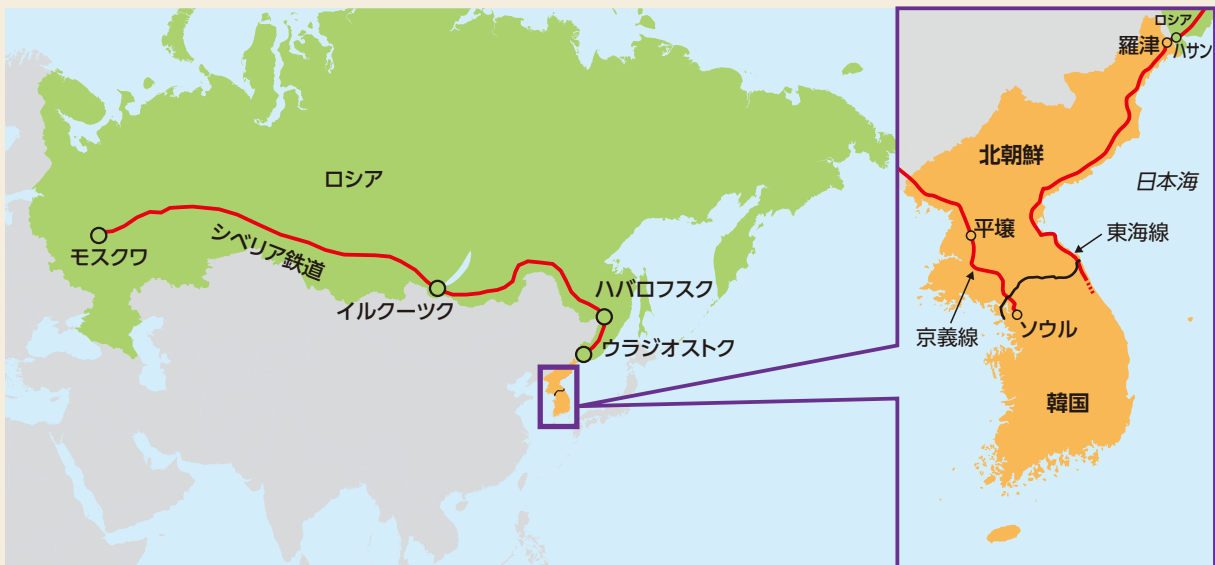 ロシア
モスクワ
シベリア鉄道
イルクーツク
ハバロフスク
ウラジオストク
ロシア
羅津
ハサン
北朝鮮
日本海
平壌
東海線
京義線
ソウル
韓国